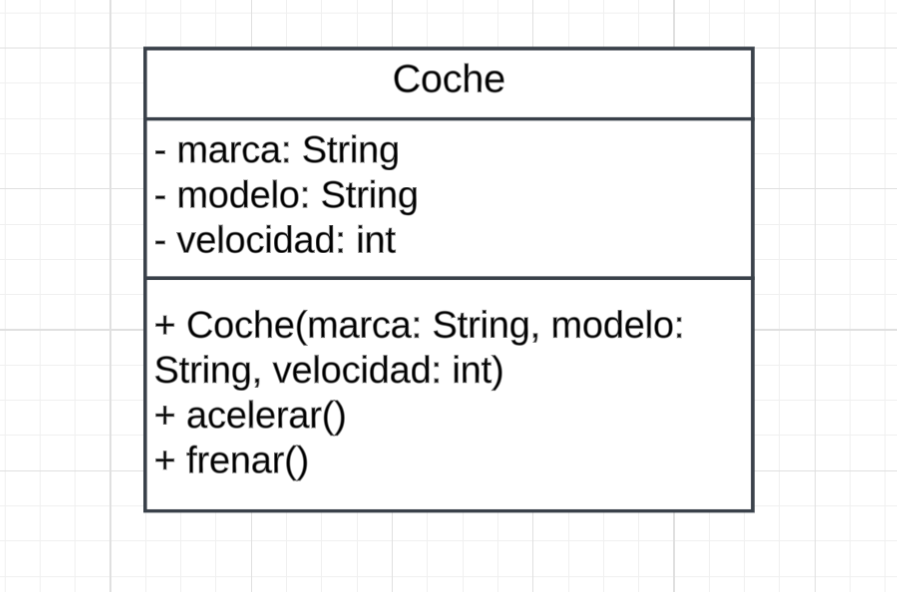 Coche
- marca: String
- modelo: String
- velocidad: int
+ Coche(marca: String, modelo:
String, velocidad: int)
+ acelerar()
+ frenar()